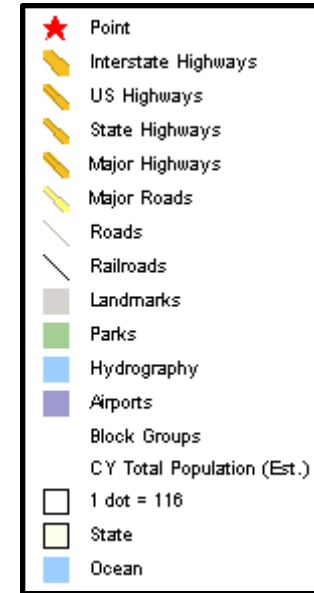 Point
Interstate Highways
US Highways
State Highways
Major Highways
Major Roads
Roads
Railroads
Landmarks
Parks
Hydrography
Airports
Block Groups
CY Total Population (Est.)
1 dot = 116
State
Ocean